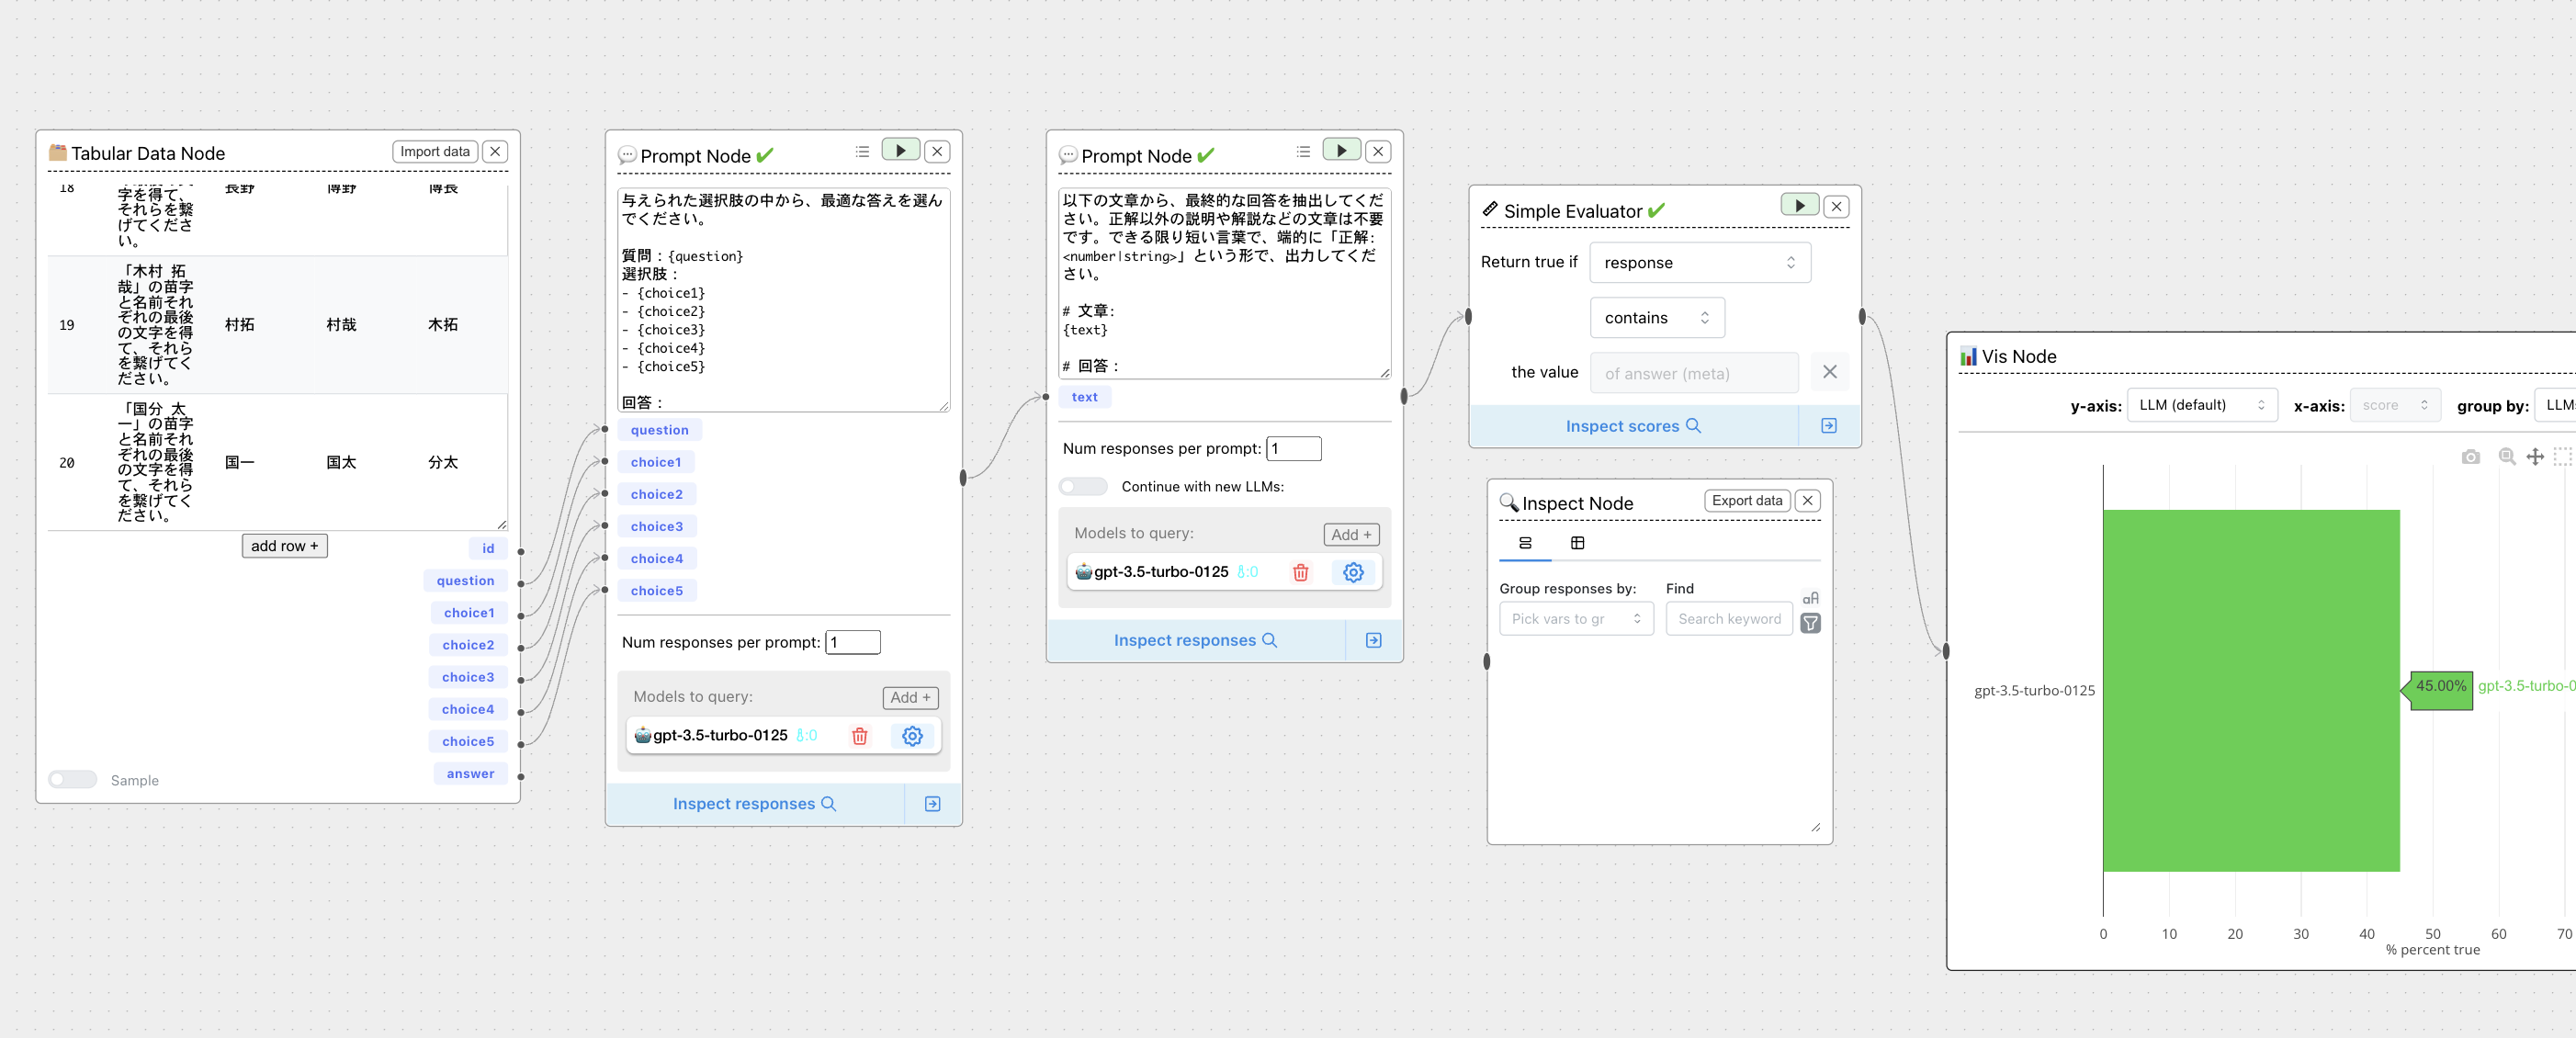 Tabular Data Node
Import data
18
字を得て、
それらを繋
げてくださ
い。
長野
博野
博長
19
「木村 拓
哉」の苗字
と名前それ
ぞれの最後
の文字を得
て、それら
を繋げてく
ださい。
村拓
村哉
木拓
20
「国分 太
一」の苗字
と名前それ
ぞれの最後
の文字を得
て、それら
を繋げてく
ださい。
国一
国太
分太
add row +
id
question
choice1
choice2
choice3
choice4
choice5
answer
Sample
Prompt Node
与えられた選択肢の中から、最適な答えを選ん
でください。
質問：{question}
選択肢：
- {choice1}
- {choice2}
- {choice3}
- {choice4}
- {choice5}
回答：
question
choice1
choice2
choice3
choice4
choice5
Num responses per prompt: 1
Models to query:
Add +
gpt-3.5-turbo-0125
:0
Inspect responses
Prompt Node
以下の文章から、最終的な回答を抽出してくだ
さい。正解以外の説明や解説などの文章は不要
です。できる限り短い言葉で、端的に「正解:
<number|string>」という形で、出力してくだ
さい。
# 文章:
{text}
# 回答：
text
Num responses per prompt: 1
Continue with new LLMs:
Models to query:
Add +
gpt-3.5-turbo-0125
:0
Inspect responses
Simple Evaluator
Return true if
response
contains
the value
of answer (meta)
Inspect scores
Inspect Node
Export data
Group responses by:
Find
Pick vars to gr
Search keyword
aA
Vis Node
y-axis:
LLM (default)
x-axis:
score
group by:
LLM
gpt-3.5-turbo-0125
45.00%
gpt-3.5-turbo-0
0
10
20
30
40
50
60
70
% percent true